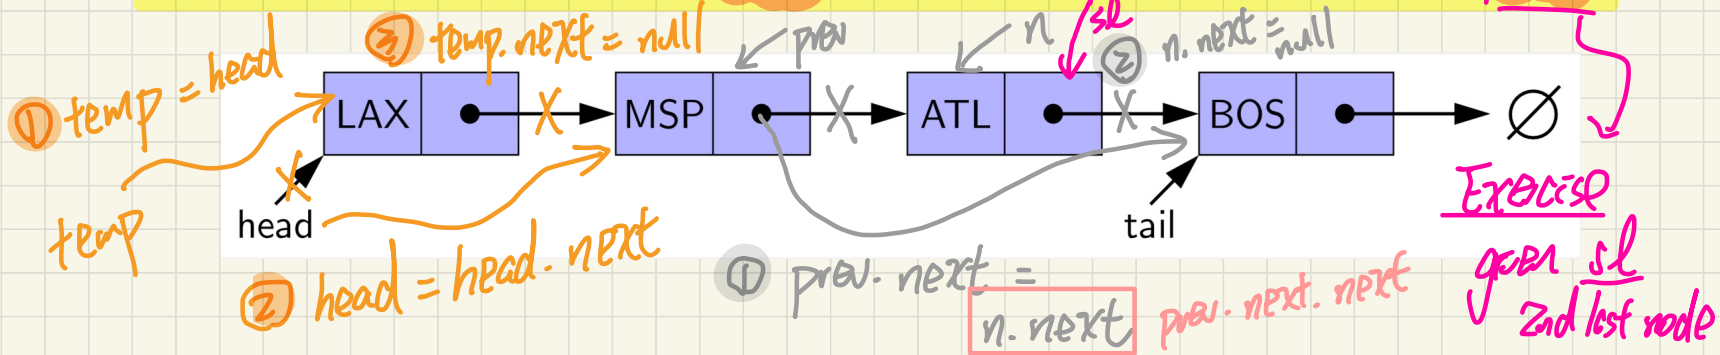 ① temp = head
③ temp.next = null
prev
n
sl
② n.next = null
LAX
MSP
ATL
BOS
∅
temp
head
tail
Exercise
② head = head.next
① prev.next =
n.next
prev.next.next
given sl
2nd last node